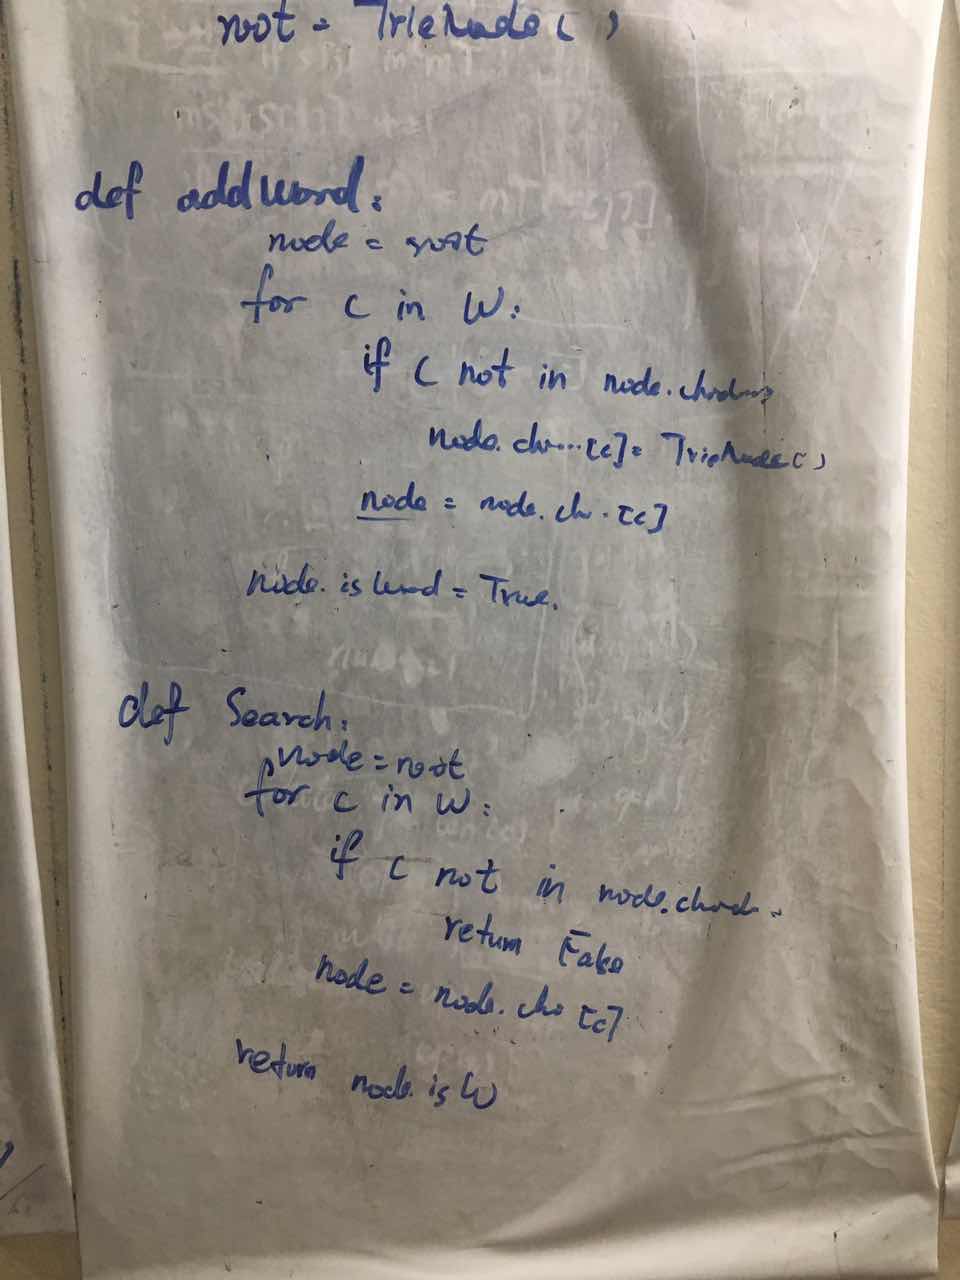 root = TrieNode ( )
def addWord:
node = root
for c in W:
if c not in node.
node. ch...[c] = TrieNode ( )
node = node. ch . [c]
node. isWord = True.
def Search:
node = root
for c in W:
if c not in node.
return False
node = node. ch [c]
return node. isW